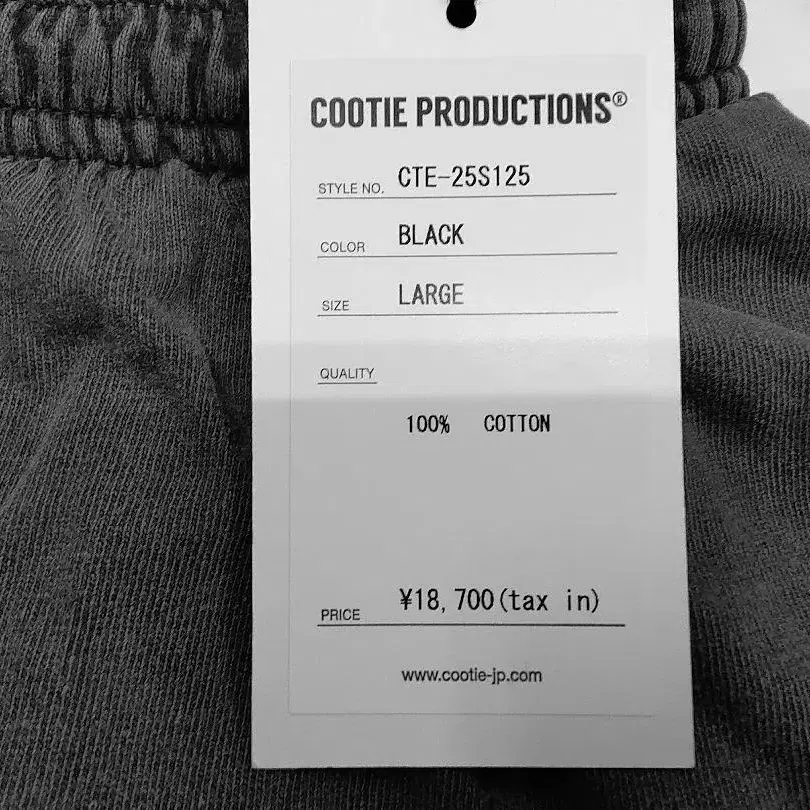 COOTIE PRODUCTIONS®
STYLE NO. CTE-25S125
COLOR BLACK
SIZE LARGE
QUALITY
100% COTTON
PRICE ¥18,700(tax in)
www.cootie-jp.com